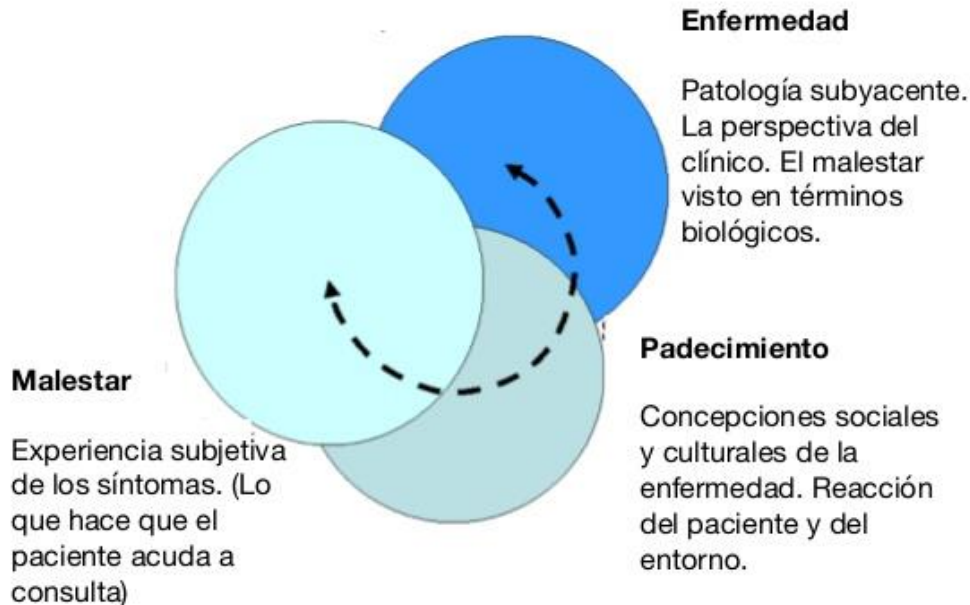 Enfermedad
Patología subyacente.
La perspectiva del
clínico. El malestar
visto en términos
biológicos.
Padecimiento
Concepciones sociales
y culturales de la
enfermedad. Reacción
del paciente y del
entorno.
Malestar
Experiencia subjetiva
de los síntomas. (Lo
que hace que el
paciente acuda a
consulta)